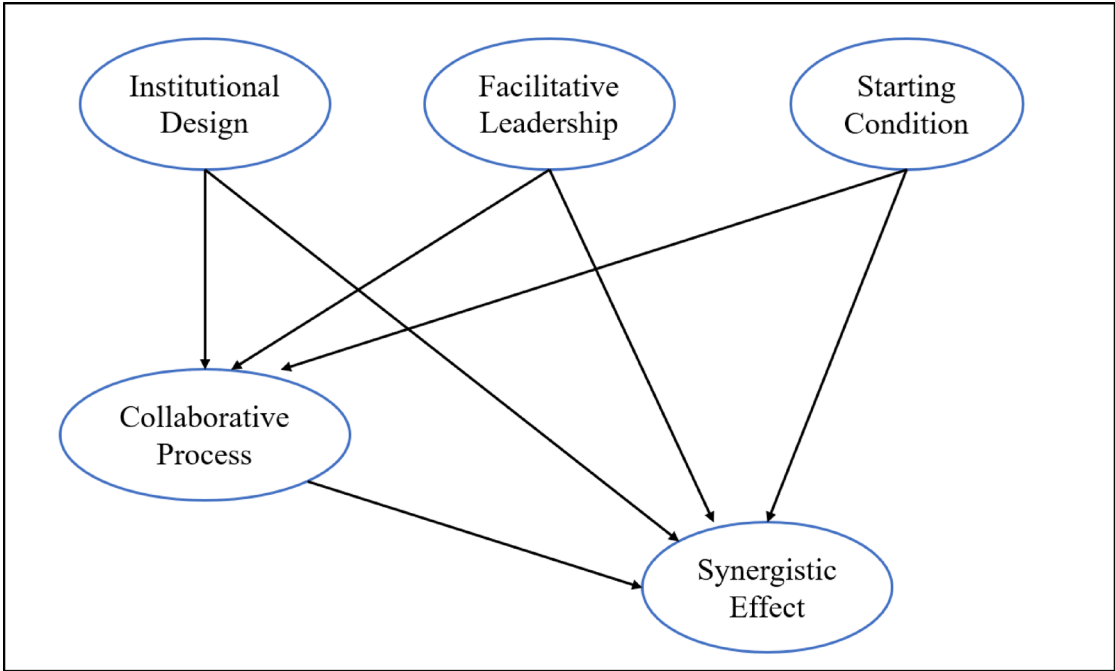 Institutional
Design
Facilitative
Leadership
Starting
Condition
Collaborative
Process
Synergistic
Effect